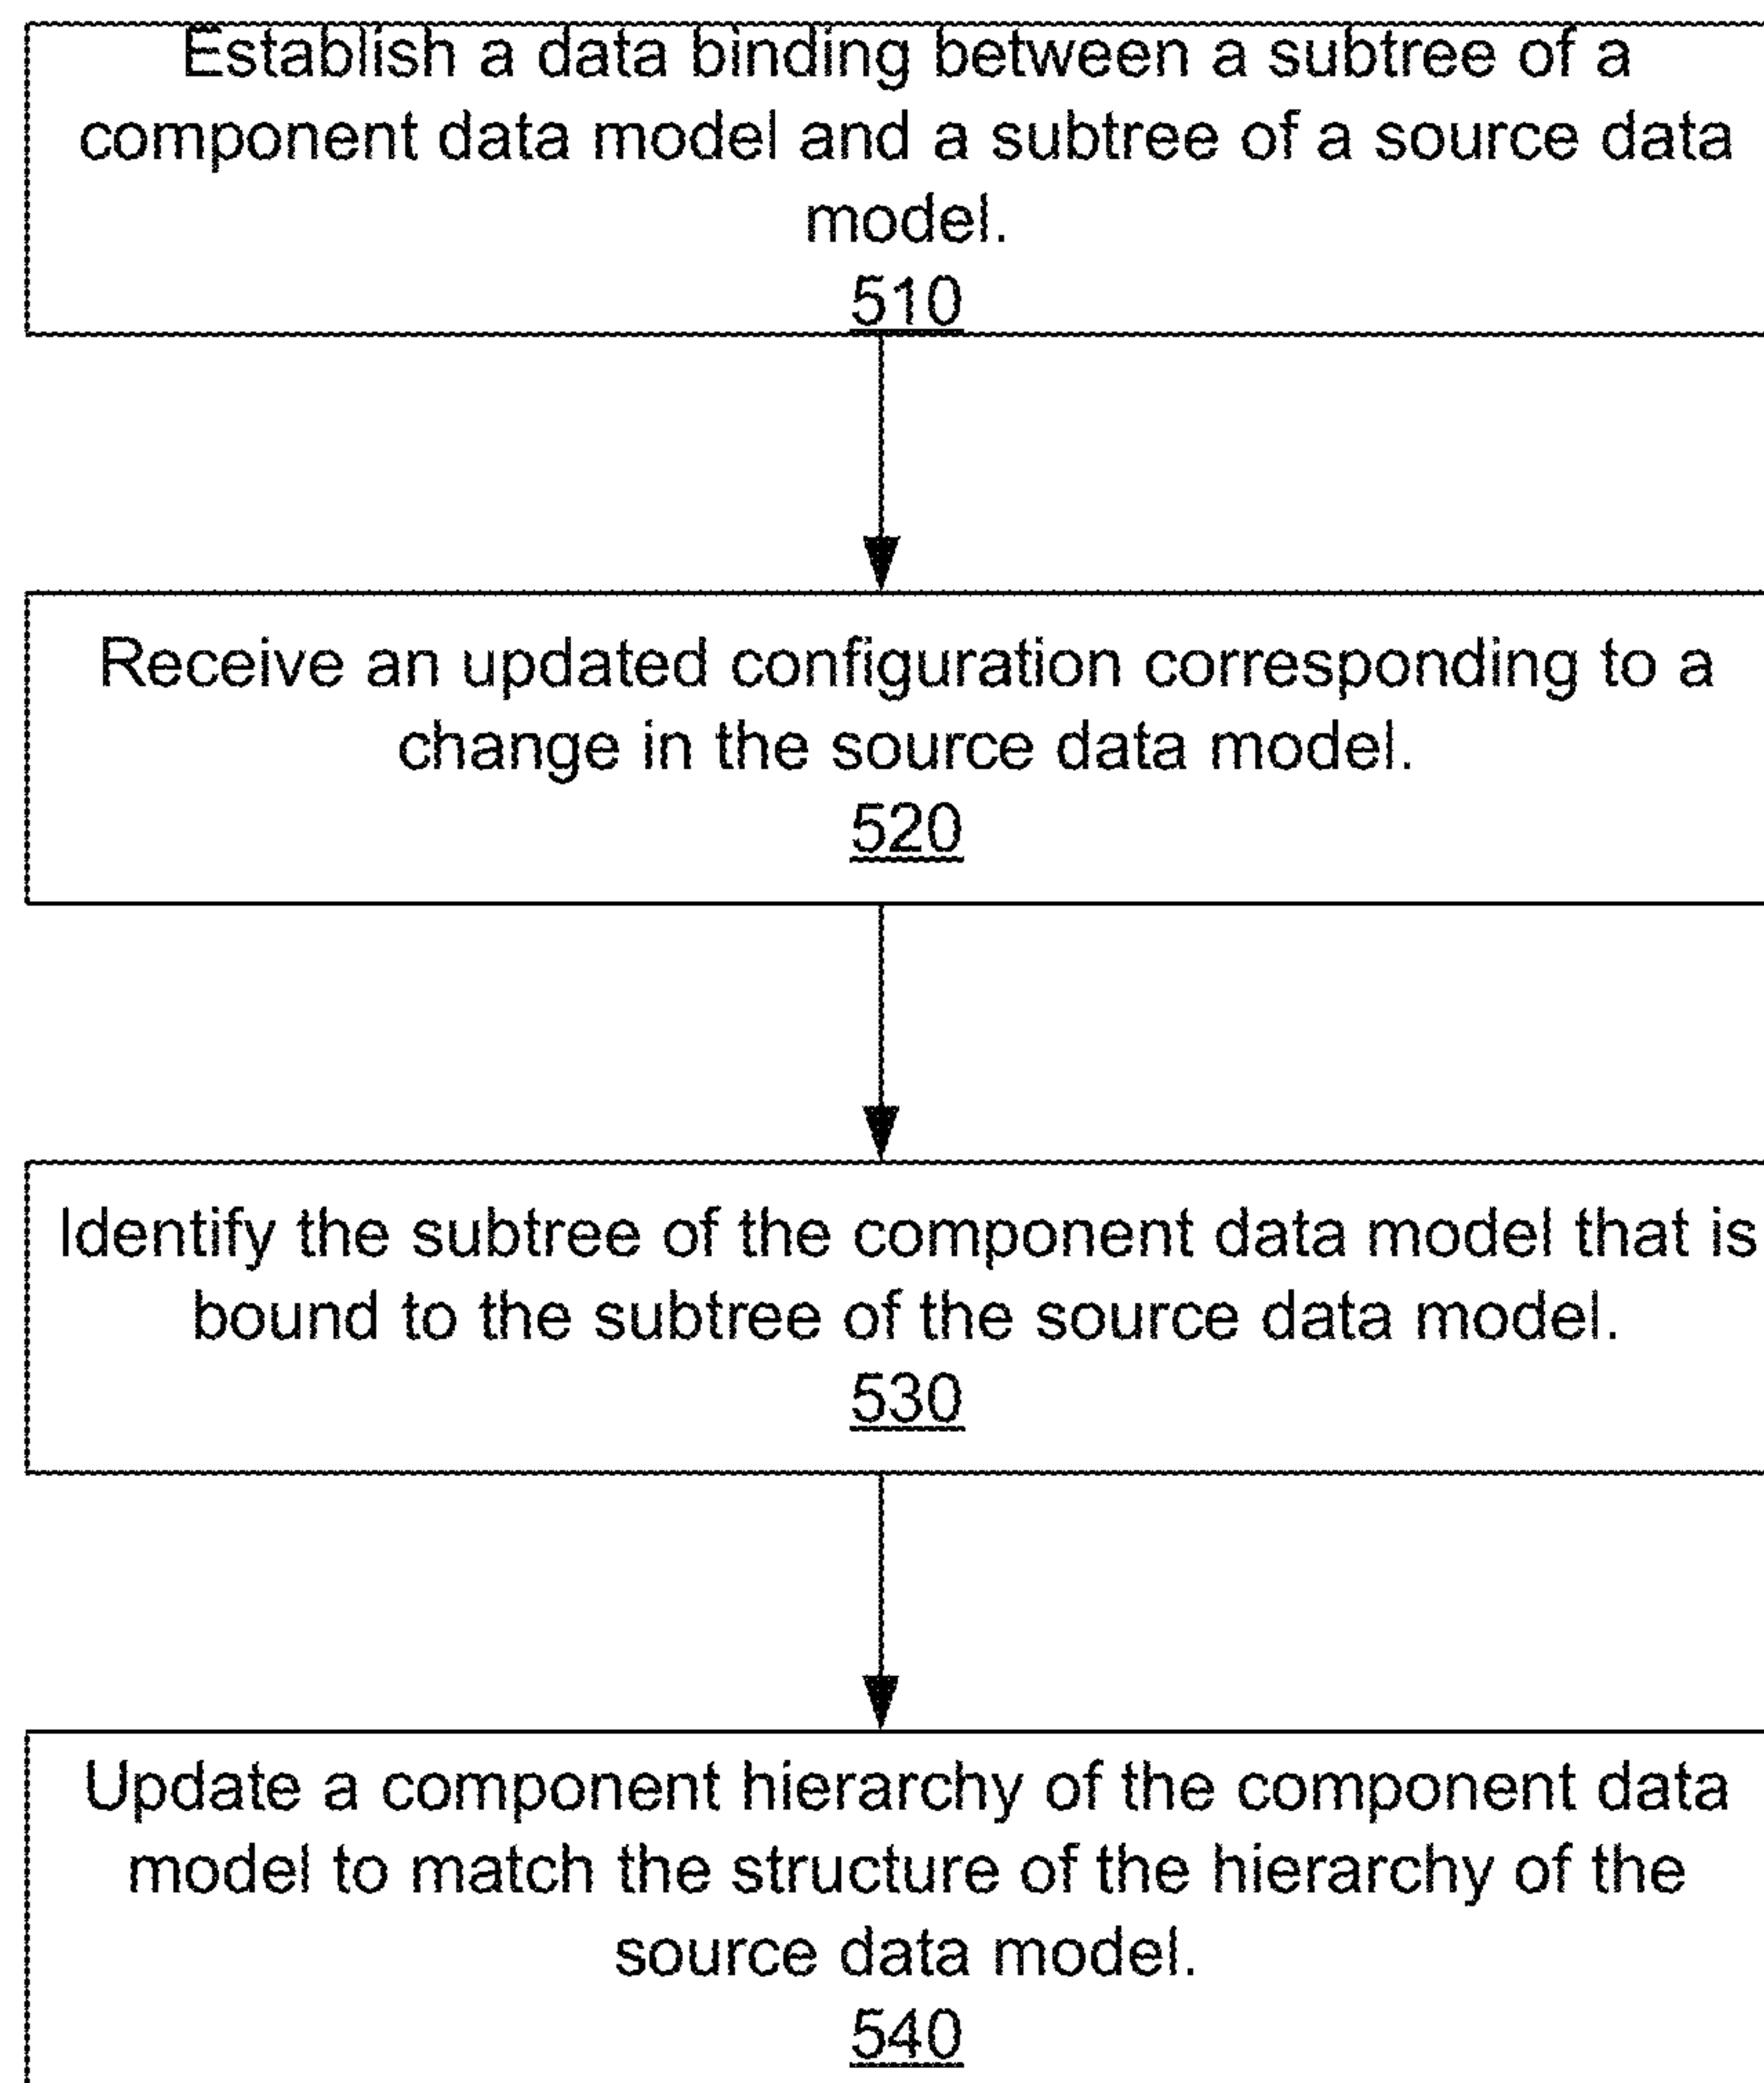 Establish a data binding between a subtree of a
component data model and a subtree of a source data
model.
510
Receive an updated configuration corresponding to a
change in the source data model.
520
Identify the subtree of the component data model that is
bound to the subtree of the source data model.
530
Update a component hierarchy of the component data
model to match the structure of the hierarchy of the
source data model.
540